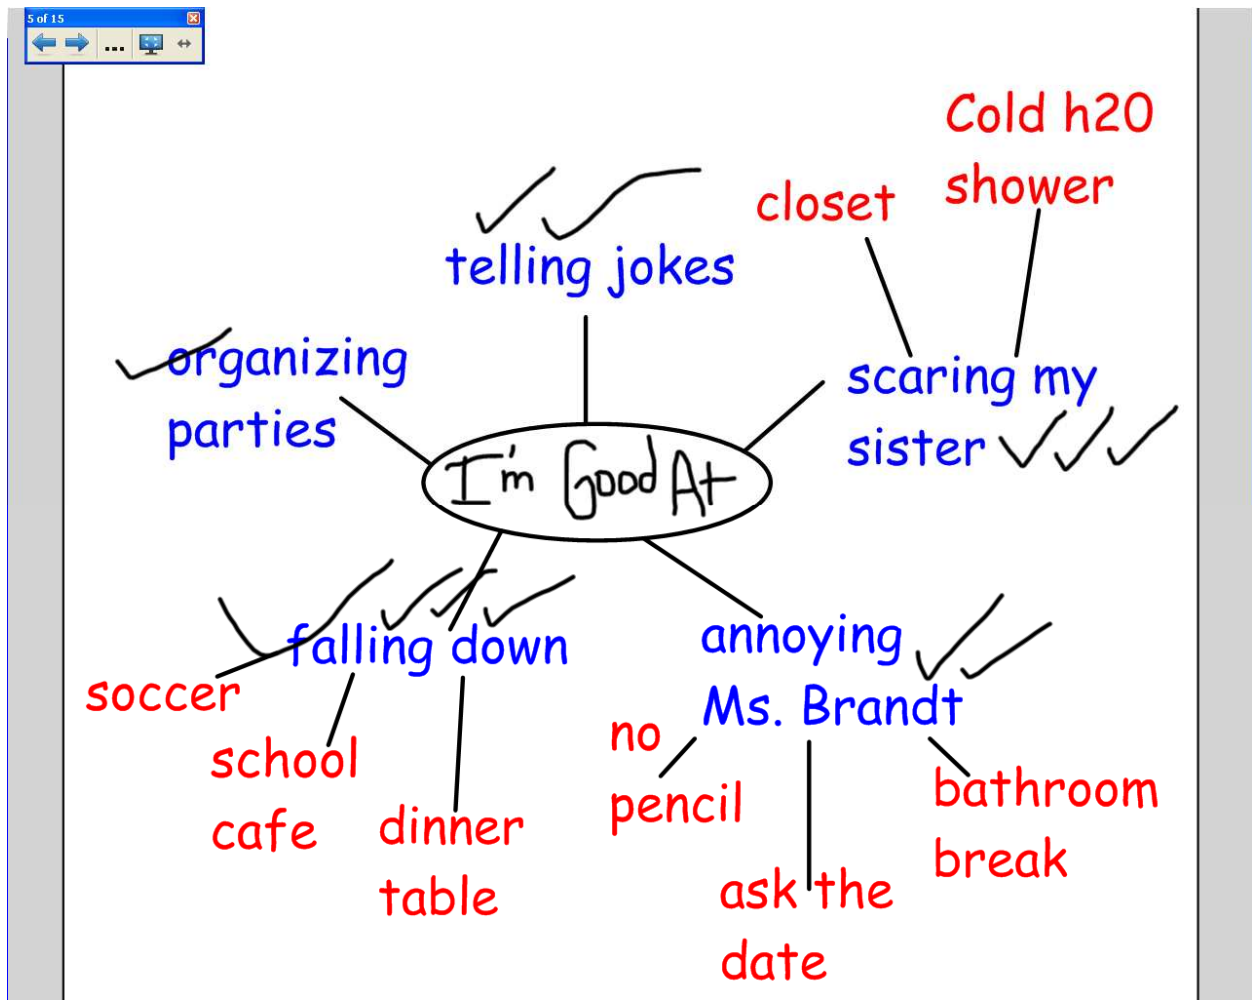 5 of 15
Cold h20
shower
closet
telling jokes
organizing
parties
scaring my
sister
I'm Good At
falling down
annoying
Ms. Brandt
soccer
school
cafe
dinner
table
no
pencil
ask the
date
bathroom
break